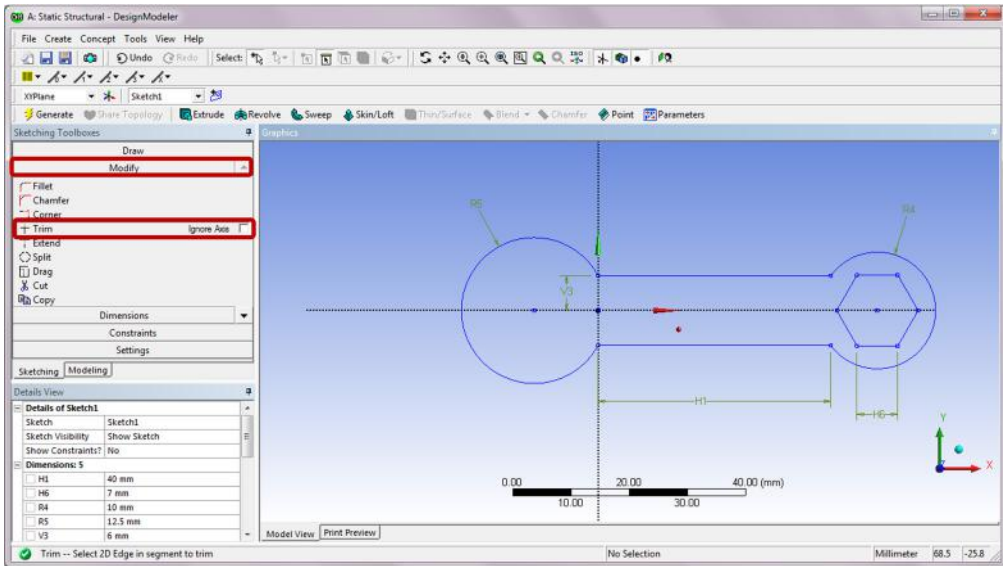 A: Static Structural - DesignModeler
File Create Concept Tools View Help
Undo Redo Select:
XYPlane Sketch1
Generate Share Topology Extrude Revolve Sweep Skin/Loft Thin/Surface Blend Chamfer Point Parameters
Sketching Toolboxes
Draw
Modify
Fillet
Chamfer
Corner
Trim Ignore Axis
Extend
Split
Drag
Cut
Copy
Dimensions
Constraints
Settings
Sketching Modeling
Details View
Details of Sketch1
Sketch Sketch1
Sketch Visibility Show Sketch
Show Constraints? No
Dimensions: 5
H1 40 mm
H6 7 mm
R4 10 mm
R5 12.5 mm
V3 6 mm
Graphics
R5
R4
V3
H1
H6
Y
X
0.00 20.00 40.00 (mm)
10.00 30.00
Model View Print Preview
Trim -- Select 2D Edge in segment to trim No Selection Millimeter 68.5 -25.8